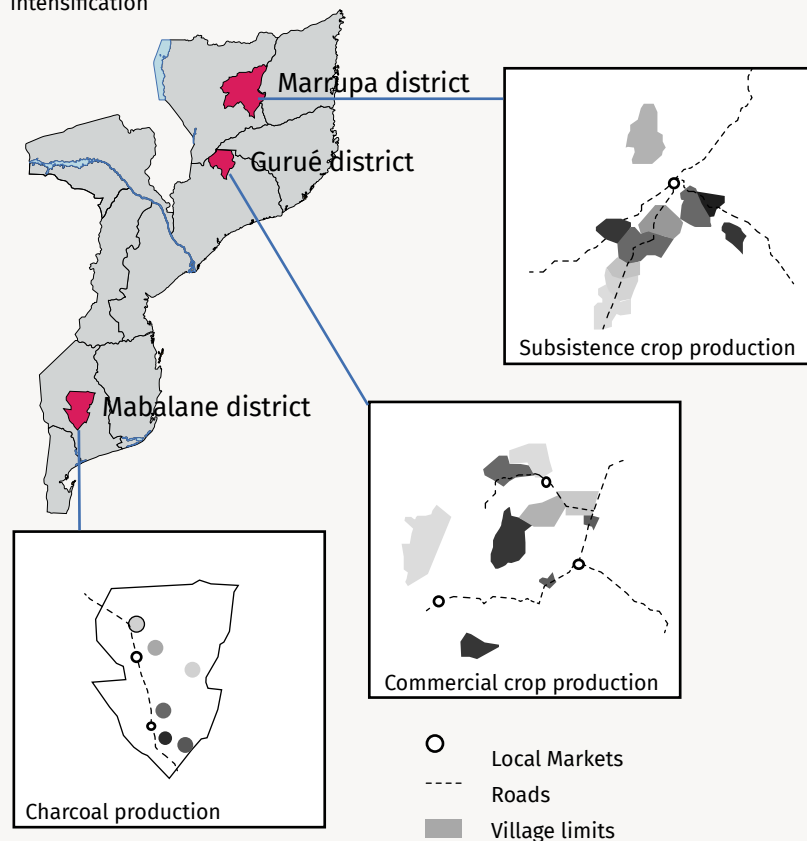 intensification
Marrupa district
Gurué district
Subsistence crop production
Mabalane district
Commercial crop production
Charcoal production
Local Markets
Roads
Village limits